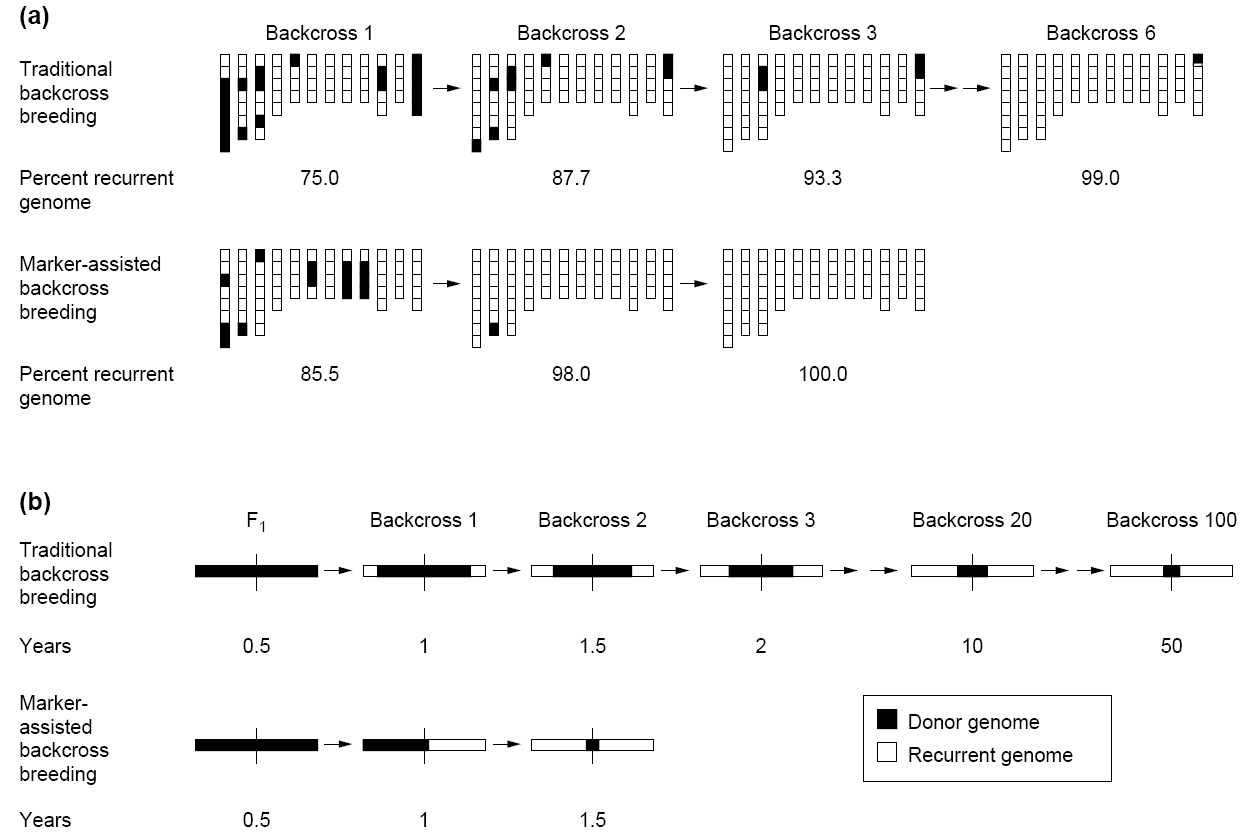 (a)
Backcross 1 Backcross 2 Backcross 3 Backcross 6
Traditional
backcross
breeding
Percent recurrent
genome
75.0 87.7 93.3 99.0
Marker-assisted
backcross
breeding
Percent recurrent
genome
85.5 98.0 100.0
(b)
F1 Backcross 1 Backcross 2 Backcross 3 Backcross 20 Backcross 100
Traditional
backcross
breeding
Years 0.5 1 1.5 2 10 50
Marker-
assisted
backcross
breeding
Donor genome
Recurrent genome
Years 0.5 1 1.5